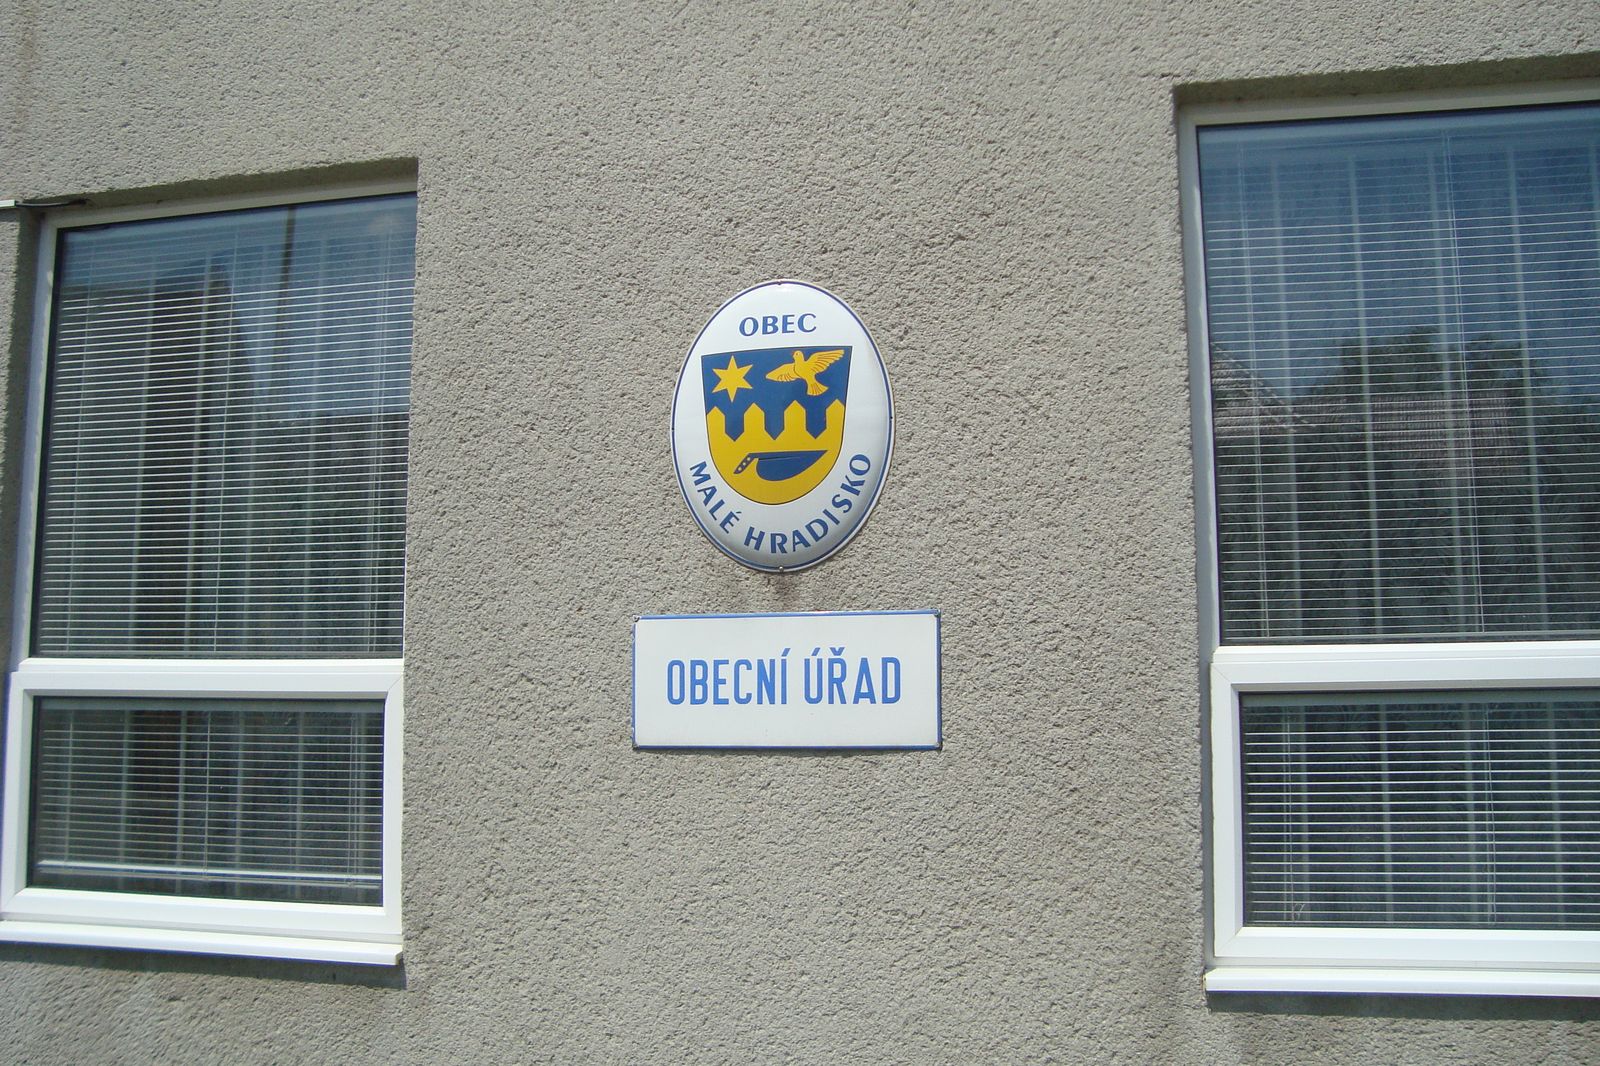 OBEC
MALÉ HRADISKO
OBECNÍ ÚŘAD